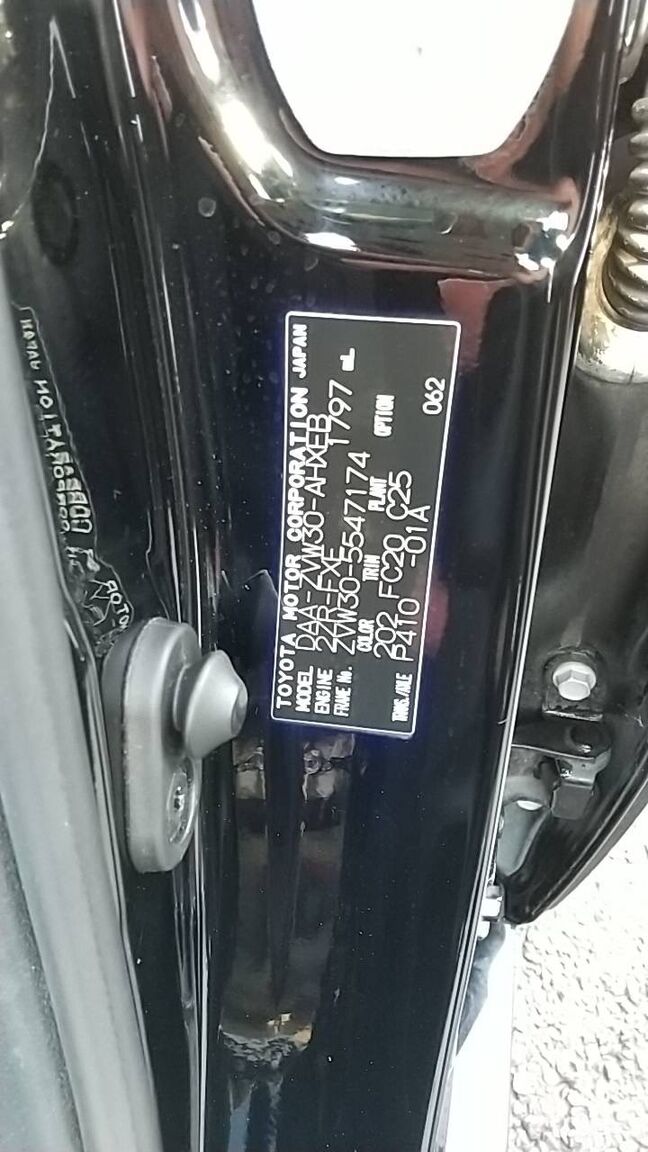 TOYOTA MOTOR CORPORATION JAPAN
MODEL DAA-ZVW30-AHXEB
ENGINE 2ZR-FXE 1797 mL
FRAME No. ZVW30-5547174
COLOR TRIM PLANT OPTION
202 FC20 C25
TRANS./AXLE P410 -01A 062